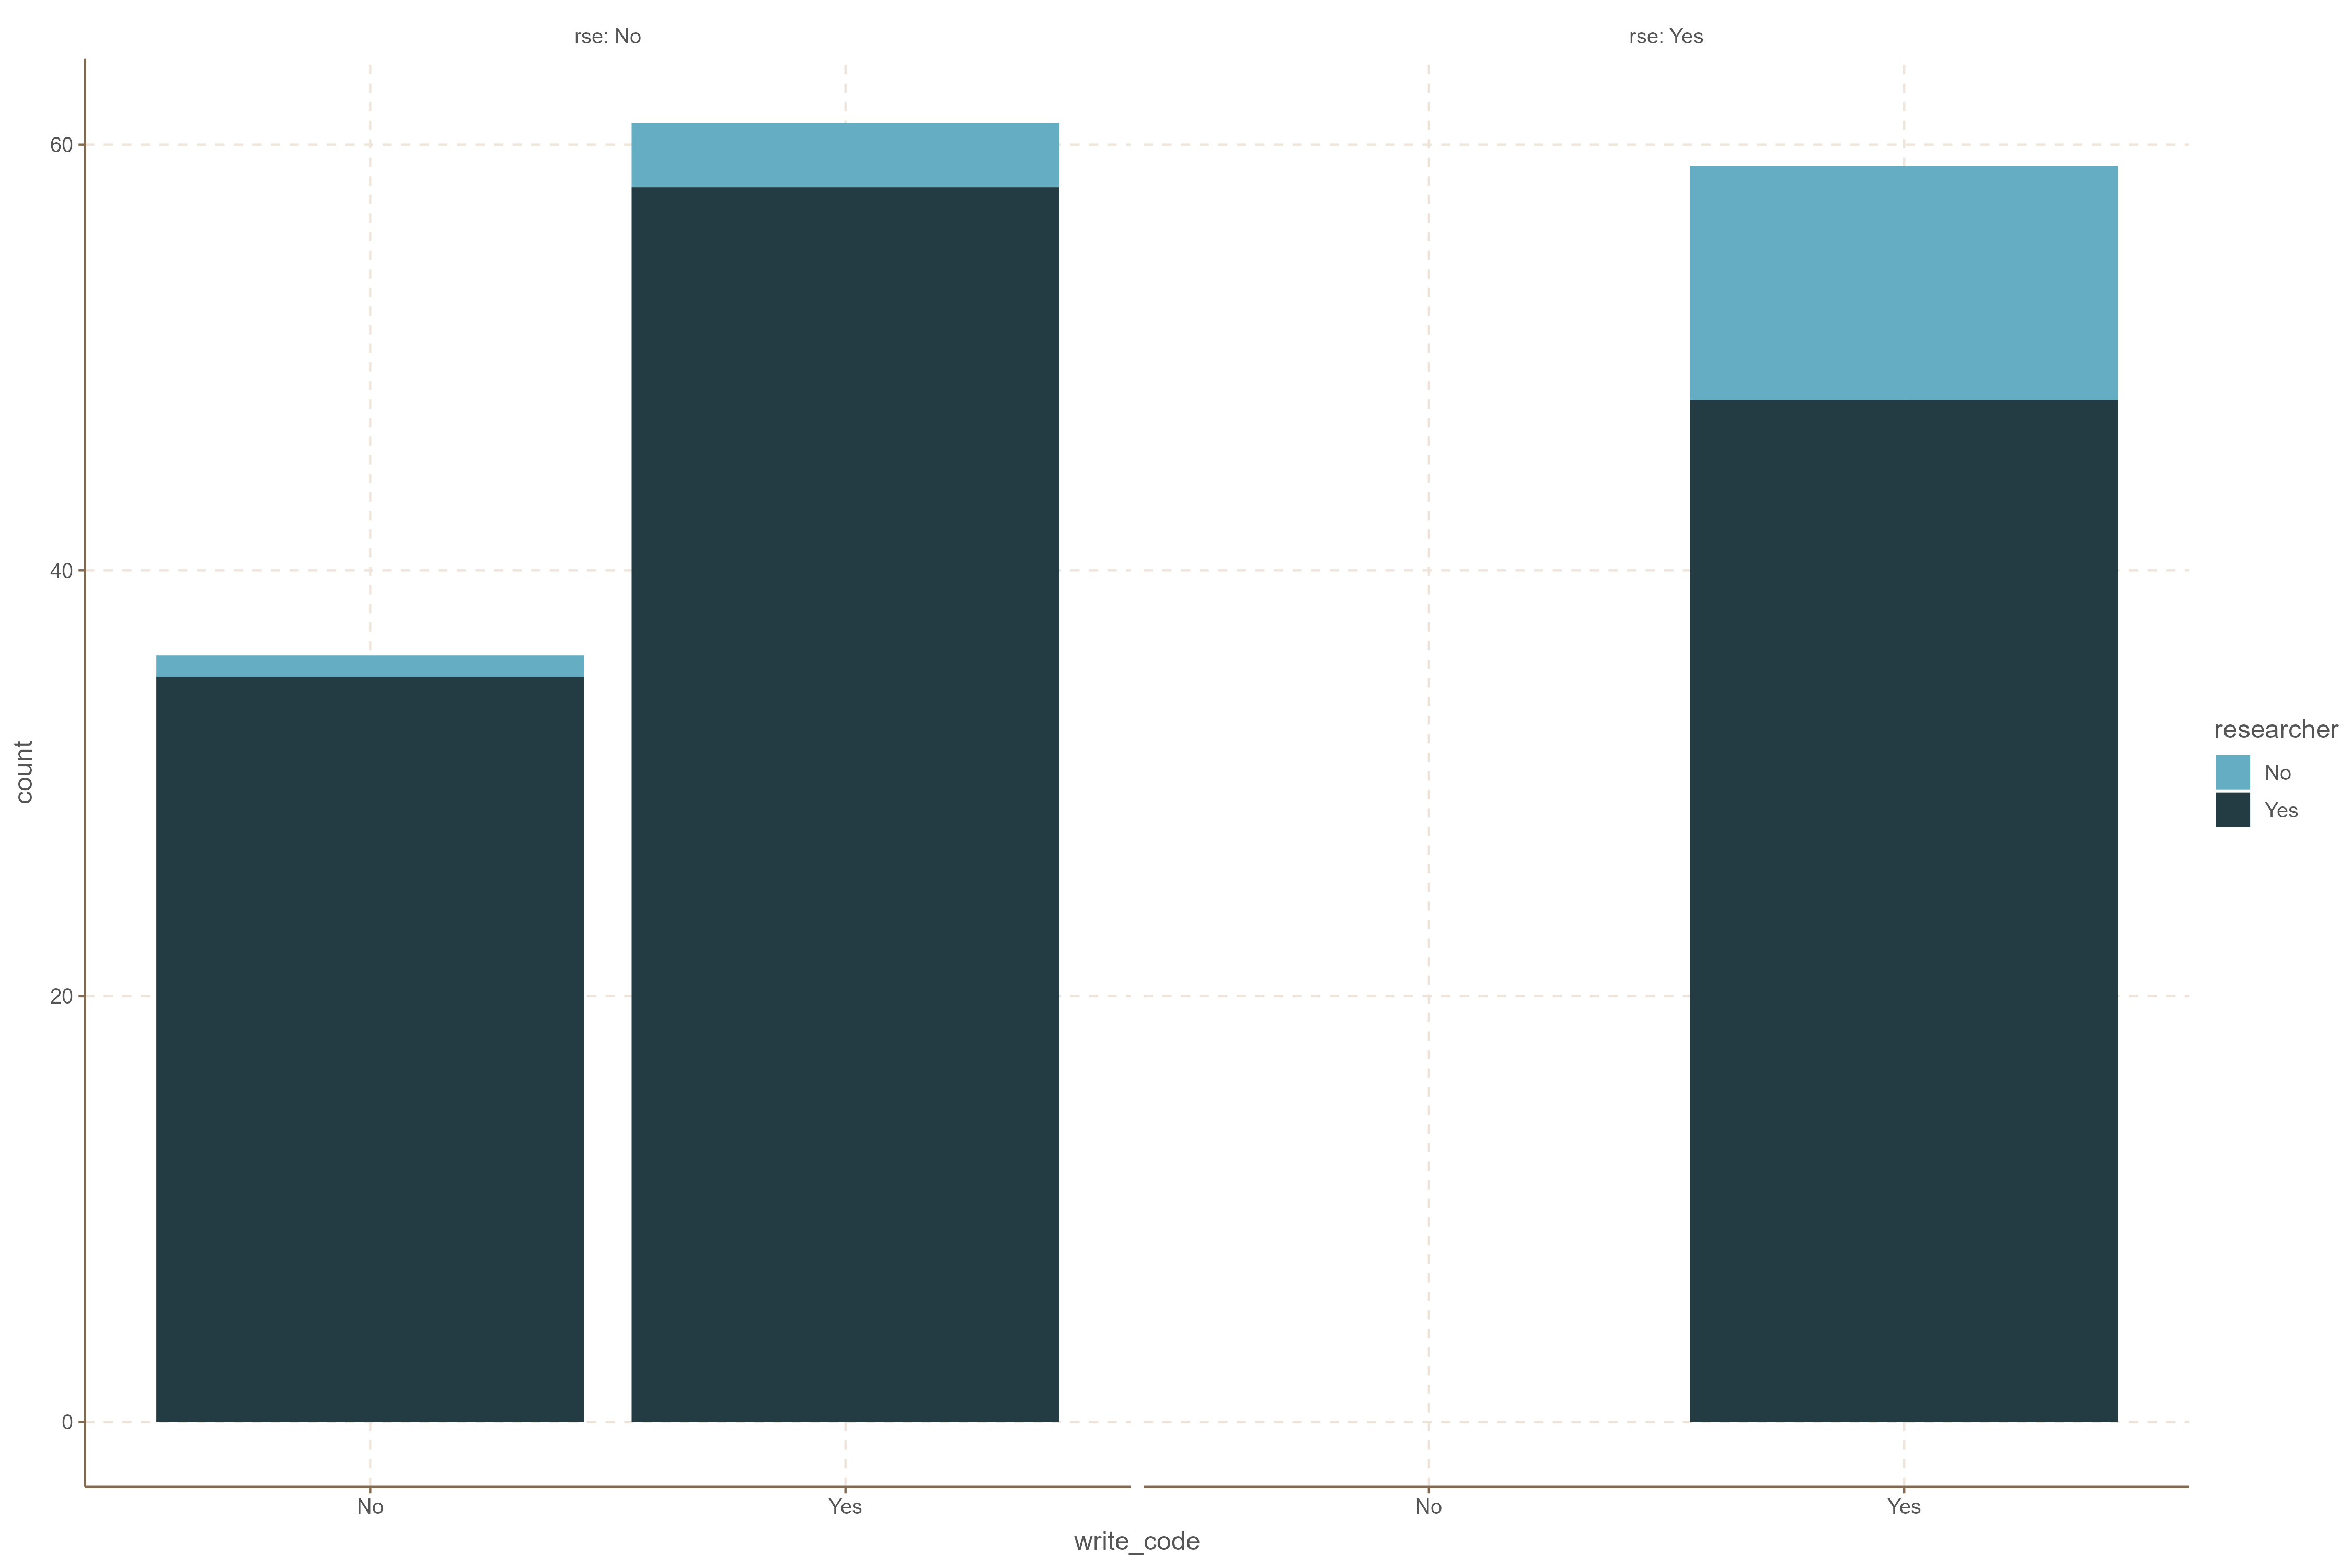 rse: No
rse: Yes
60
40
20
0
count
No
Yes
No
Yes
write_code
researcher
No
Yes